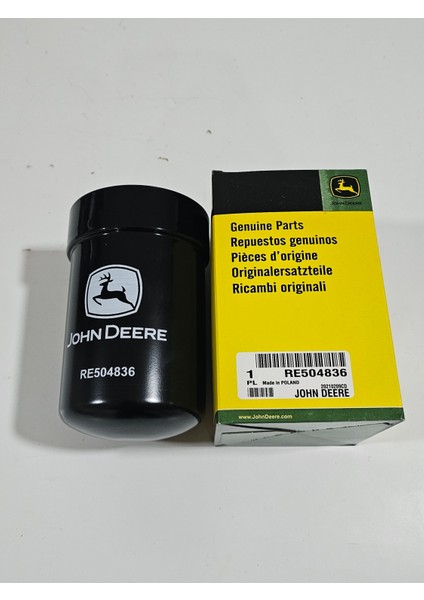 JOHN DEERE
RE504836
JOHN DEERE
Genuine Parts
Repuestos genuinos
Pièces d'origine
Originalersatzteile
Ricambi originali
1 RE504836
PL Made in POLAND 20210209CD
JOHN DEERE
www.JohnDeere.com